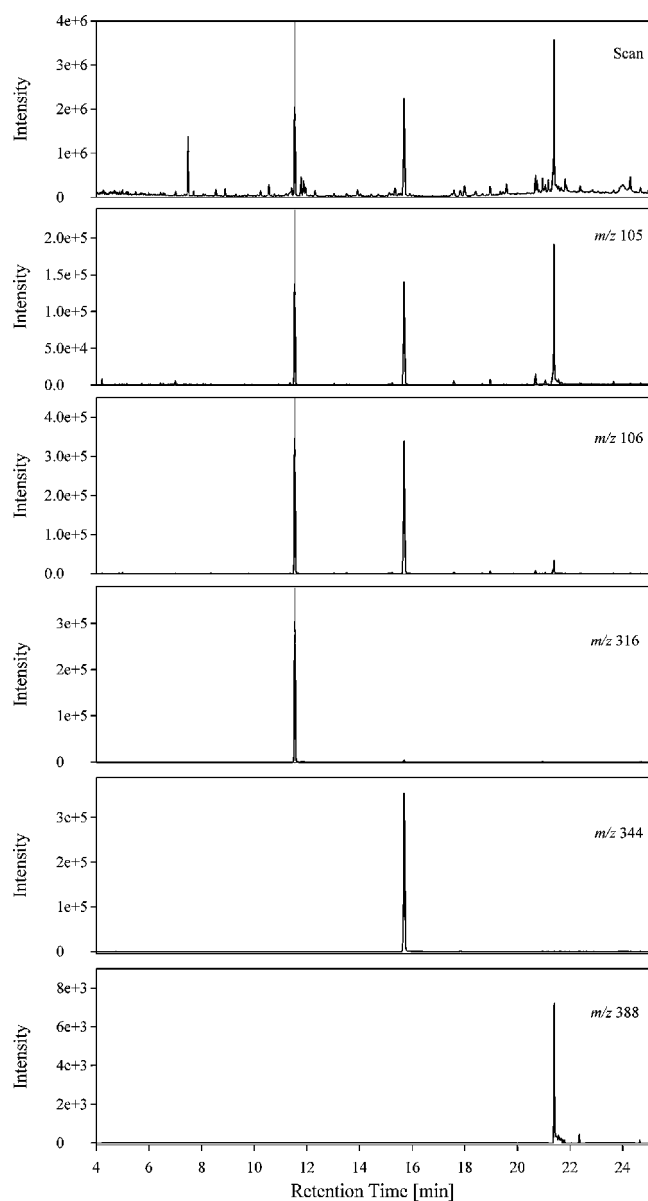 4e+6
Scan
3e+6
2e+6
1e+6
0
Intensity
m/z 105
2.0e+5
1.5e+5
1.0e+5
5.0e+4
0.0
Intensity
m/z 106
4.0e+5
3.0e+5
2.0e+5
1.0e+5
0.0
Intensity
m/z 316
3e+5
2e+5
1e+5
0
Intensity
m/z 344
3e+5
2e+5
1e+5
0
Intensity
m/z 388
8e+3
6e+3
4e+3
2e+3
0
Intensity
4 6 8 10 12 14 16 18 20 22 24
Retention Time [min]